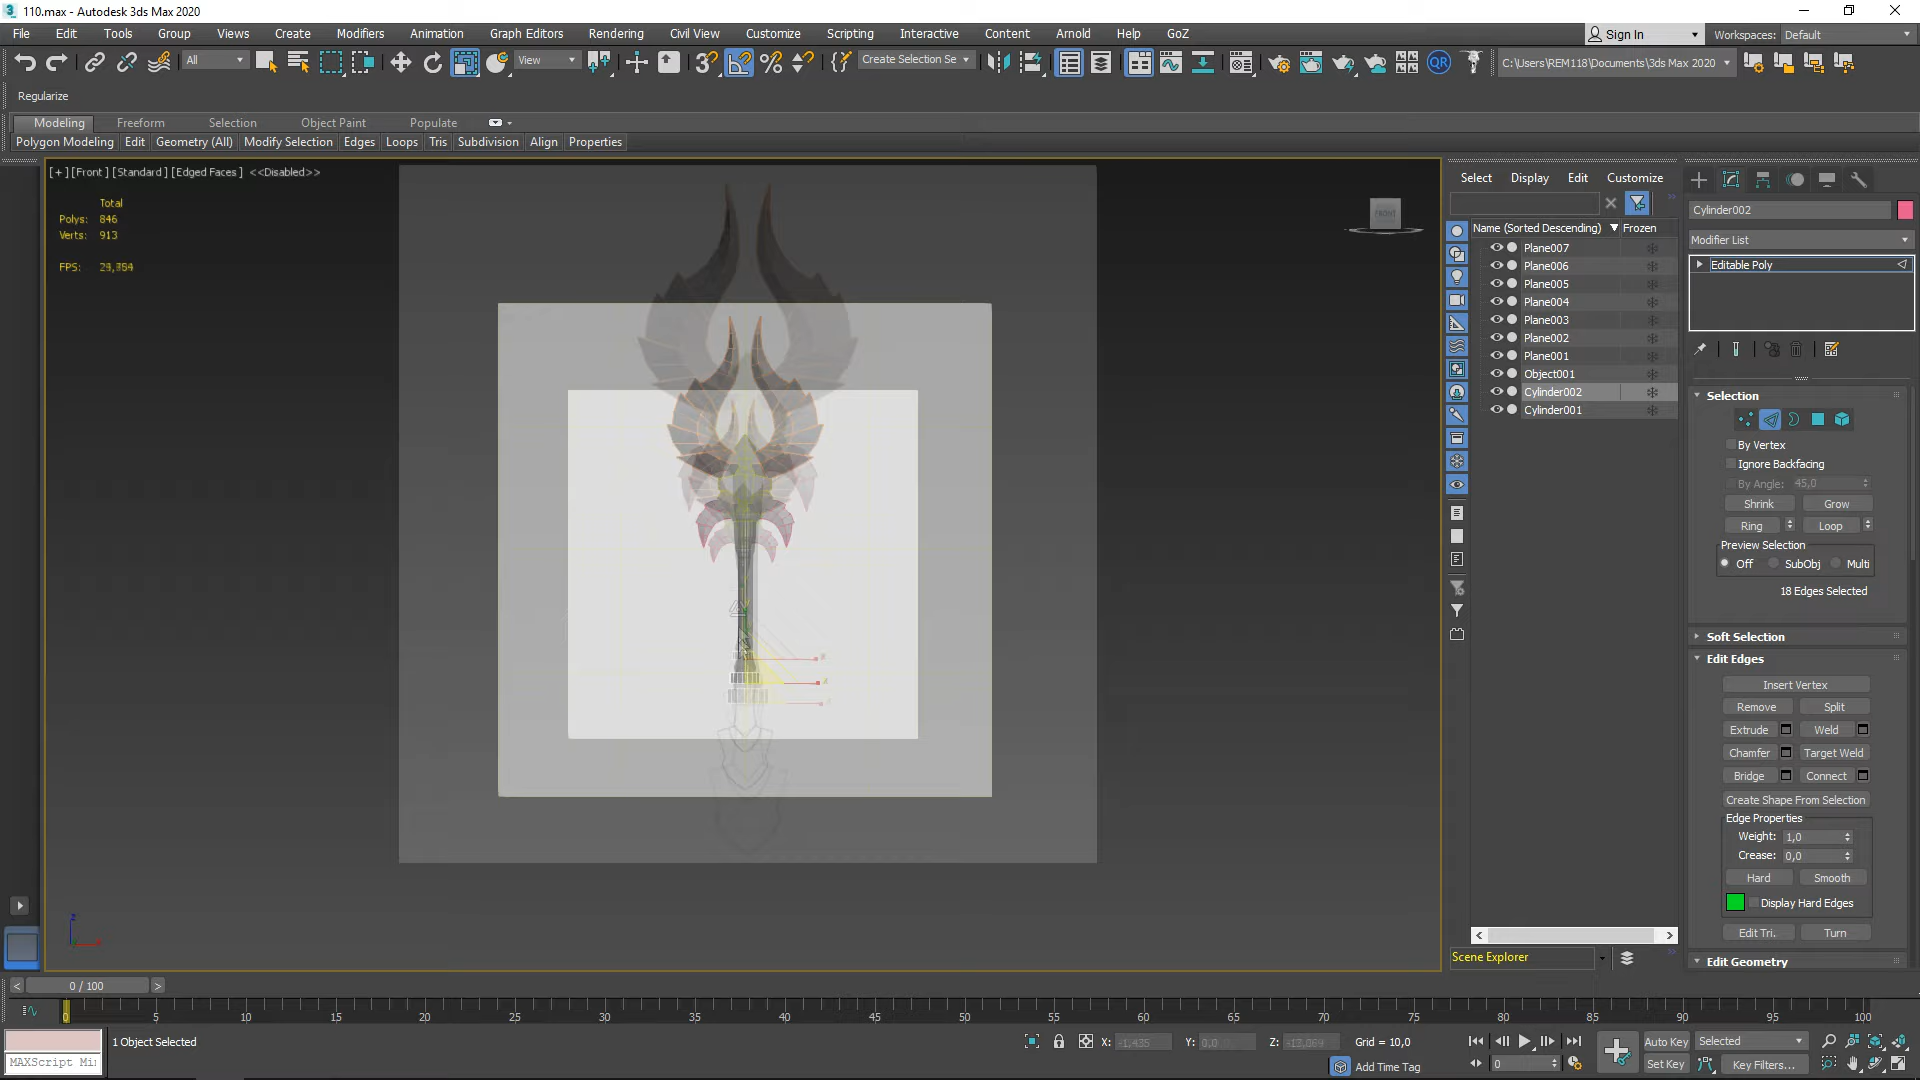 110.max - Autodesk 3ds Max 2020
File Edit Tools Group Views Create Modifiers Animation Graph Editors Rendering Civil View Customize Scripting Interactive Content Arnold Help GoZ Sign In Workspaces: Default
All View Create Selection Se QR C:\Users\REM118\Documents\3ds Max 2020
Regularize
Modeling Freeform Selection Object Paint Populate
Polygon Modeling Edit Geometry (All) Modify Selection Edges Loops Tris Subdivision Align Properties
[+] [Front] [Standard] [Edged Faces] <<Disabled>>
Total
Polys: 846
Verts: 913
FPS:
FRONT
Select Display Edit Customize
Name (Sorted Descending) Frozen
Plane007
Plane006
Plane005
Plane004
Plane003
Plane002
Plane001
Object001
Cylinder002
Cylinder001
Scene Explorer
Cylinder002
Modifier List
Editable Poly
Selection
By Vertex
Ignore Backfacing
By Angle: 45,0
Shrink Grow
Ring Loop
Preview Selection
Off SubObj Multi
18 Edges Selected
Soft Selection
Edit Edges
Insert Vertex
Remove Split
Extrude Weld
Chamfer Target Weld
Bridge Connect
Create Shape From Selection
Edge Properties
Weight: 1,0
Crease: 0,0
Hard Smooth
Display Hard Edges
Edit Tri. Turn
Edit Geometry
0 / 100
0 5 10 15 20 25 30 35 40 45 50 55 60 65 70 75 80 85 90 95 100
1 Object Selected X: Y: 0,0 Z: Grid = 10,0 Auto Key Selected
MAXScript Mi Add Time Tag 0 Set Key Key Filters...